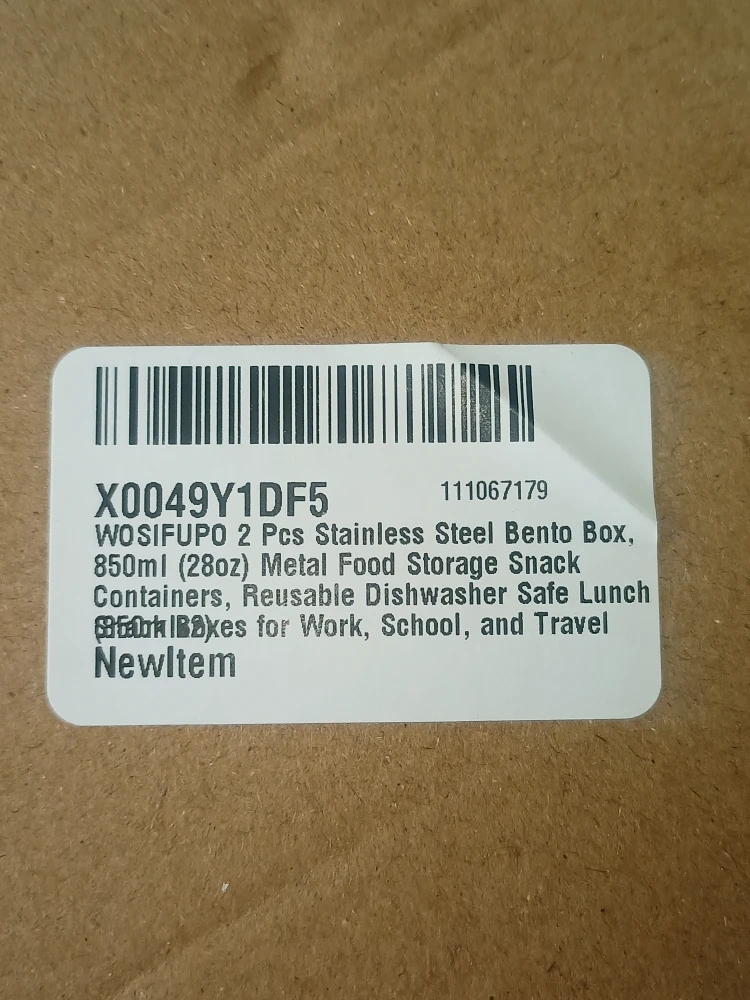 X0049Y1DF5
111067179
WOSIFUPO 2 Pcs Stainless Steel Bento Box,
850ml (28oz) Metal Food Storage Snack
Containers, Reusable Dishwasher Safe Lunch
for Work, School, and Travel
NewItem